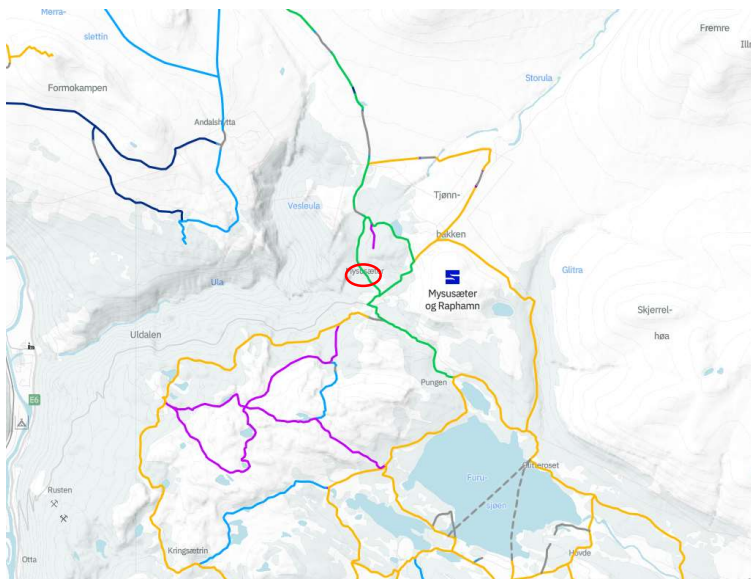 Merra-
slettin
Fremre
Storula
Formokampen
Andalshytta
Tjønn-
bakken
Vesleula
Mysusæter
Ula
Glitra
Mysusæter
og Raphamn
Uldalen
Skjerrel-
høa
E6
Pungen
Furu-
sjøen
Rusten
Kringsætrin
Hovde
Otta